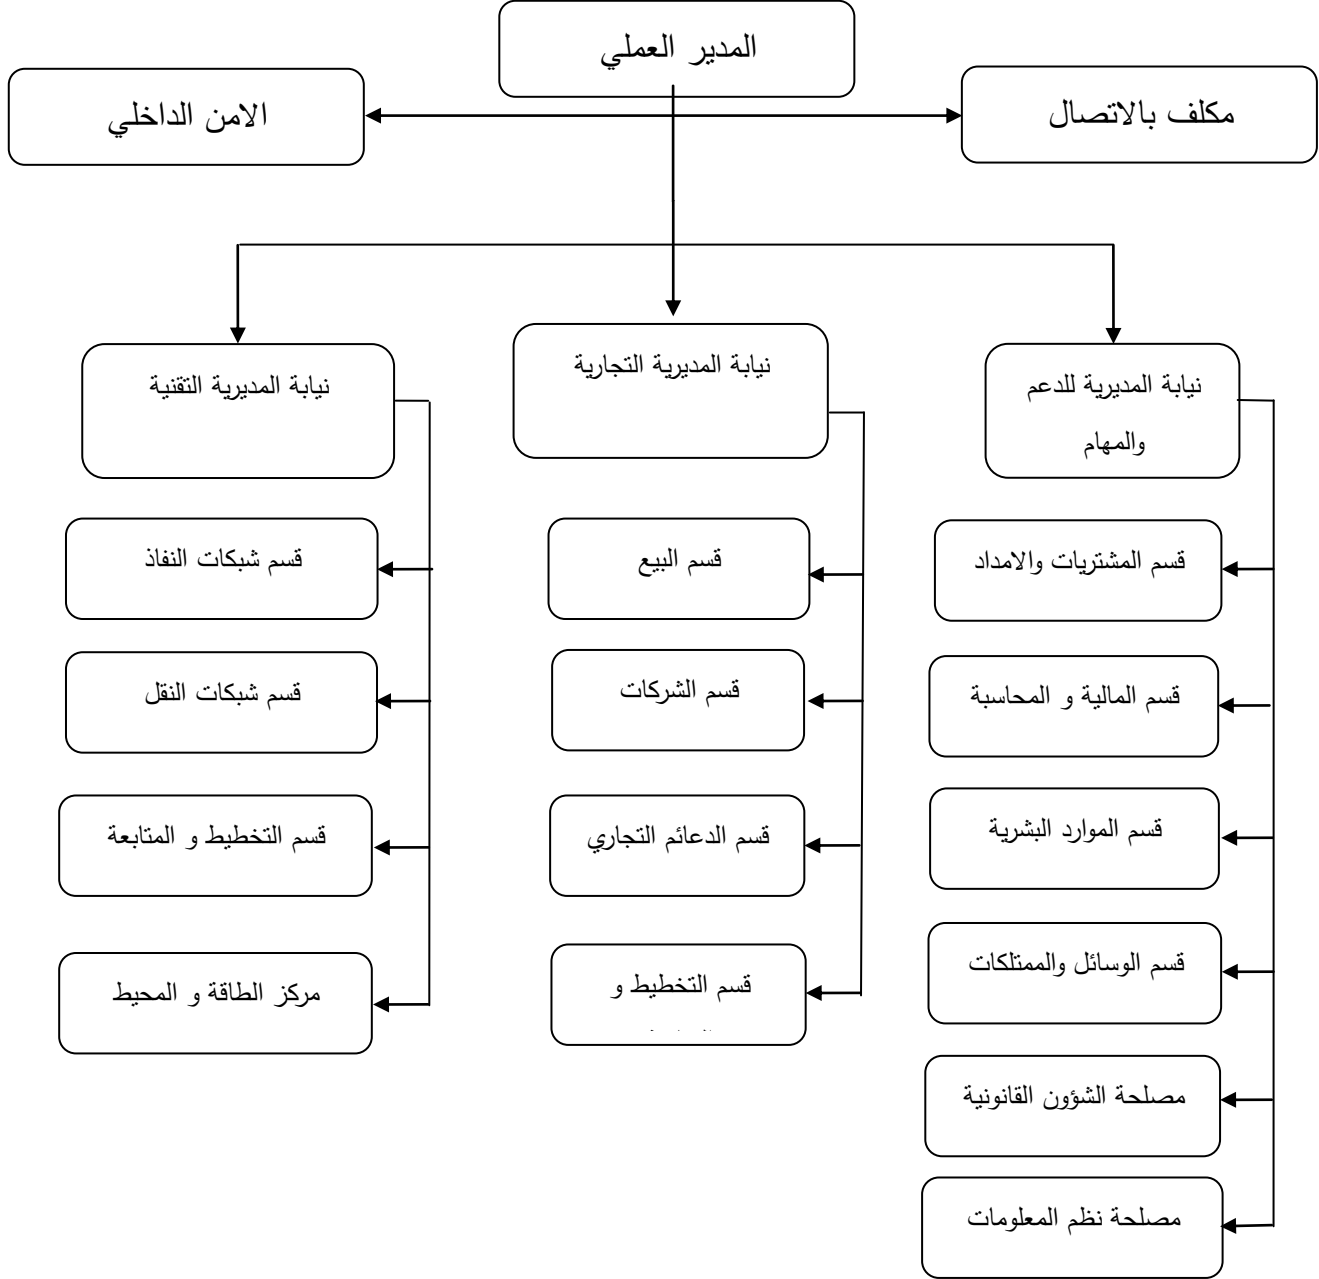 المدير العملي
مكلف بالاتصال
الامن الداخلي
نيابة المديرية للدعم
والمهام
قسم المشتريات والامداد
قسم المالية و المحاسبة
قسم الموارد البشرية
قسم الوسائل والممتلكات
مصلحة الشؤون القانونية
مصلحة نظم المعلومات
نيابة المديرية التجارية
قسم البيع
قسم الشركات
قسم الدعائم التجاري
قسم التخطيط و
نيابة المديرية التقنية
قسم شبكات النفاذ
قسم شبكات النقل
قسم التخطيط و المتابعة
مركز الطاقة و المحيط